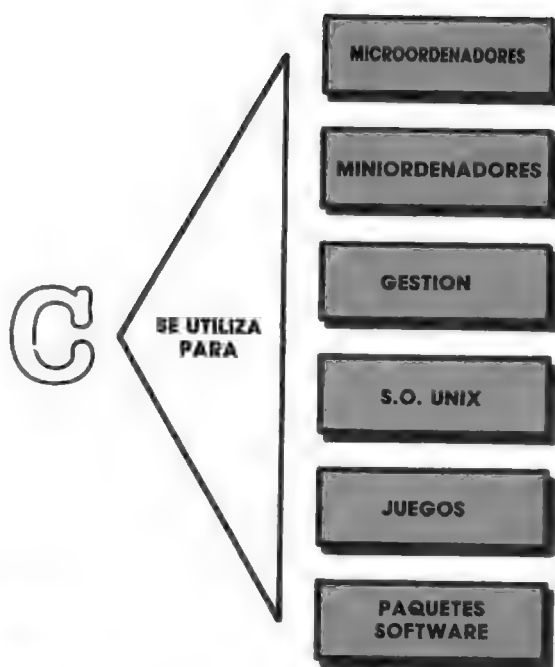 C
SE UTILIZA
PARA
MICROORDENADORES
MINIORDENADORES
GESTION
S.O. UNIX
JUEGOS
PAQUETES
SOFTWARE